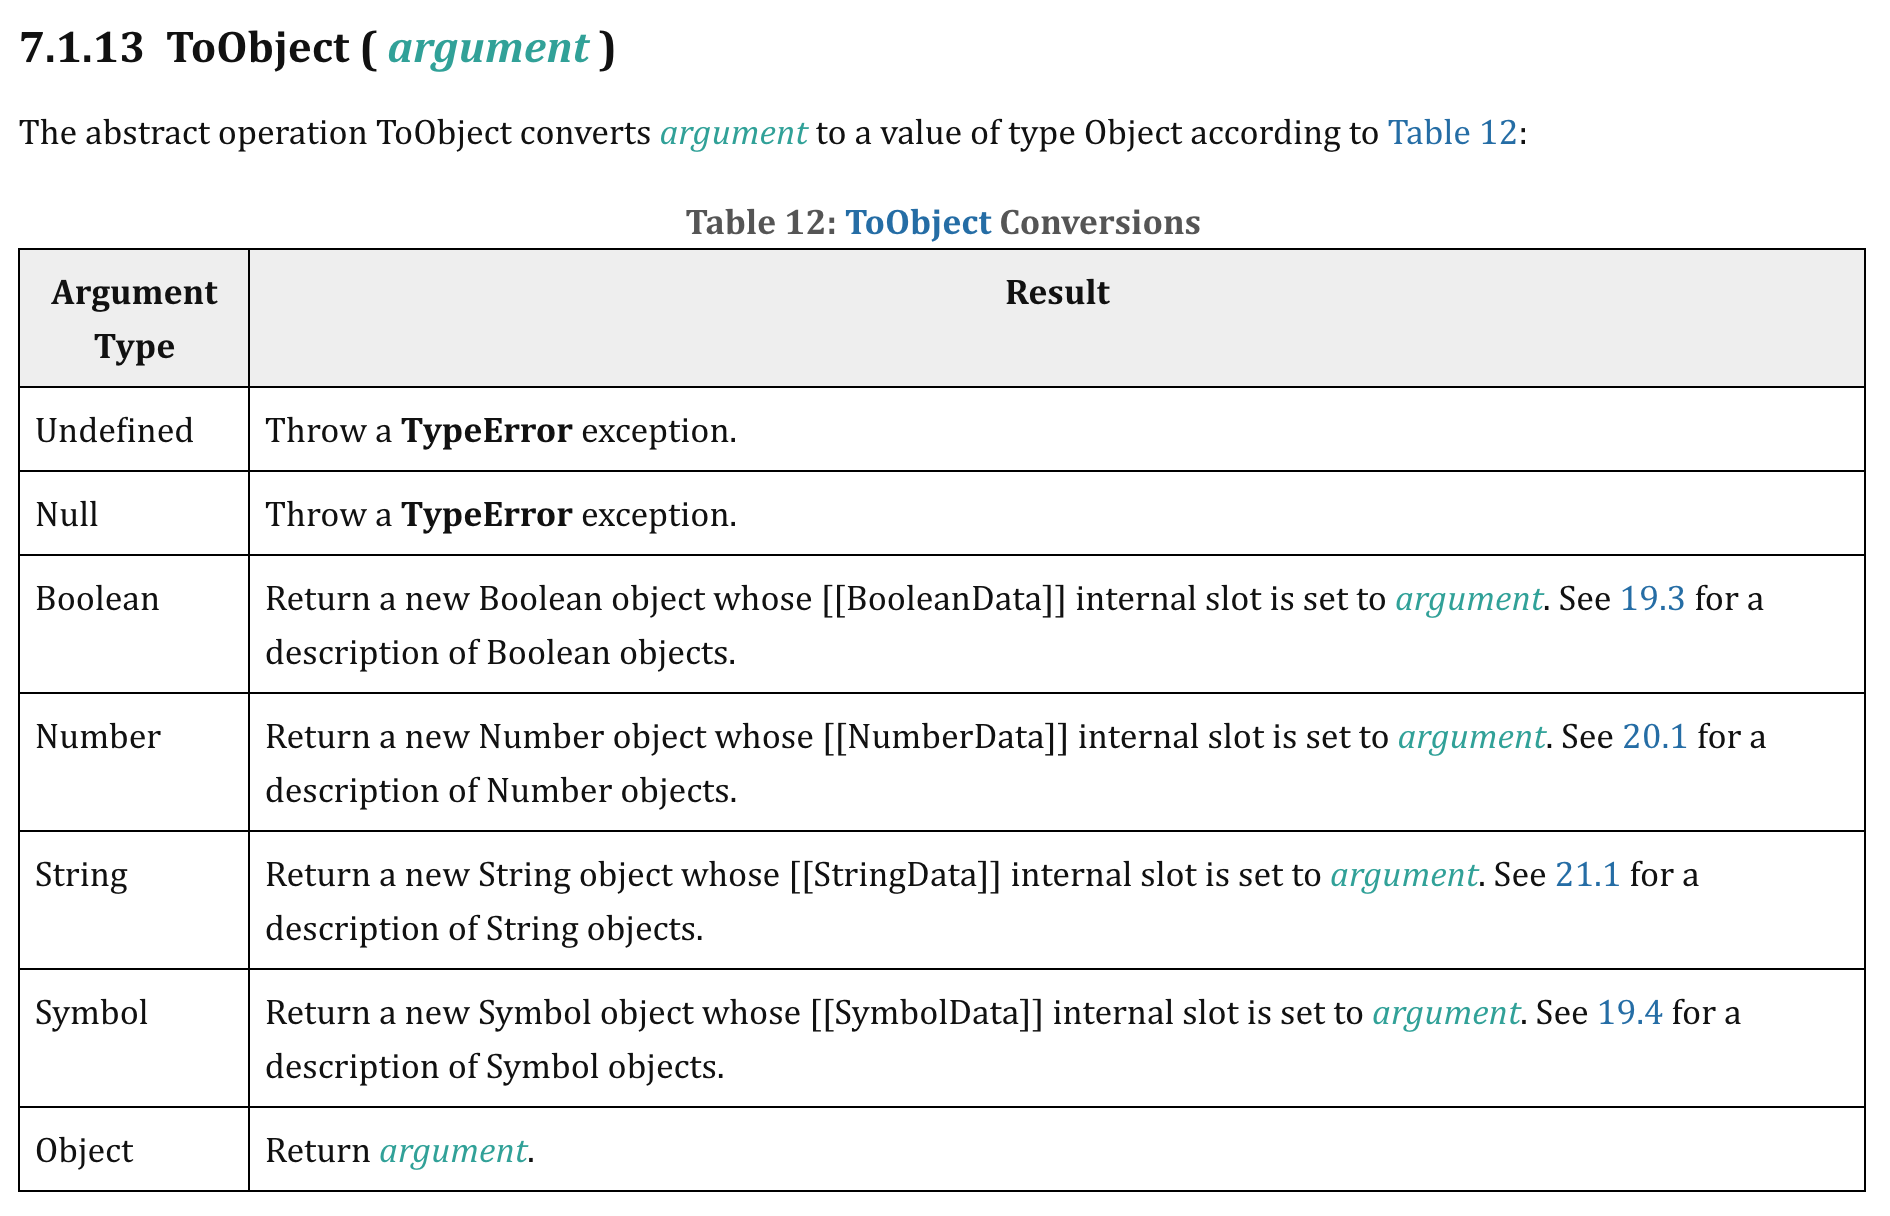 7.1.13 ToObject ( argument )
The abstract operation ToObject converts argument to a value of type Object according to Table 12:
Table 12: ToObject Conversions
Argument
Type
Result
Undefined
Throw a TypeError exception.
Null
Throw a TypeError exception.
Boolean
Return a new Boolean object whose [[BooleanData]] internal slot is set to argument. See 19.3 for a
description of Boolean objects.
Number
Return a new Number object whose [[NumberData]] internal slot is set to argument. See 20.1 for a
description of Number objects.
String
Return a new String object whose [[StringData]] internal slot is set to argument. See 21.1 for a
description of String objects.
Symbol
Return a new Symbol object whose [[SymbolData]] internal slot is set to argument. See 19.4 for a
description of Symbol objects.
Object
Return argument.